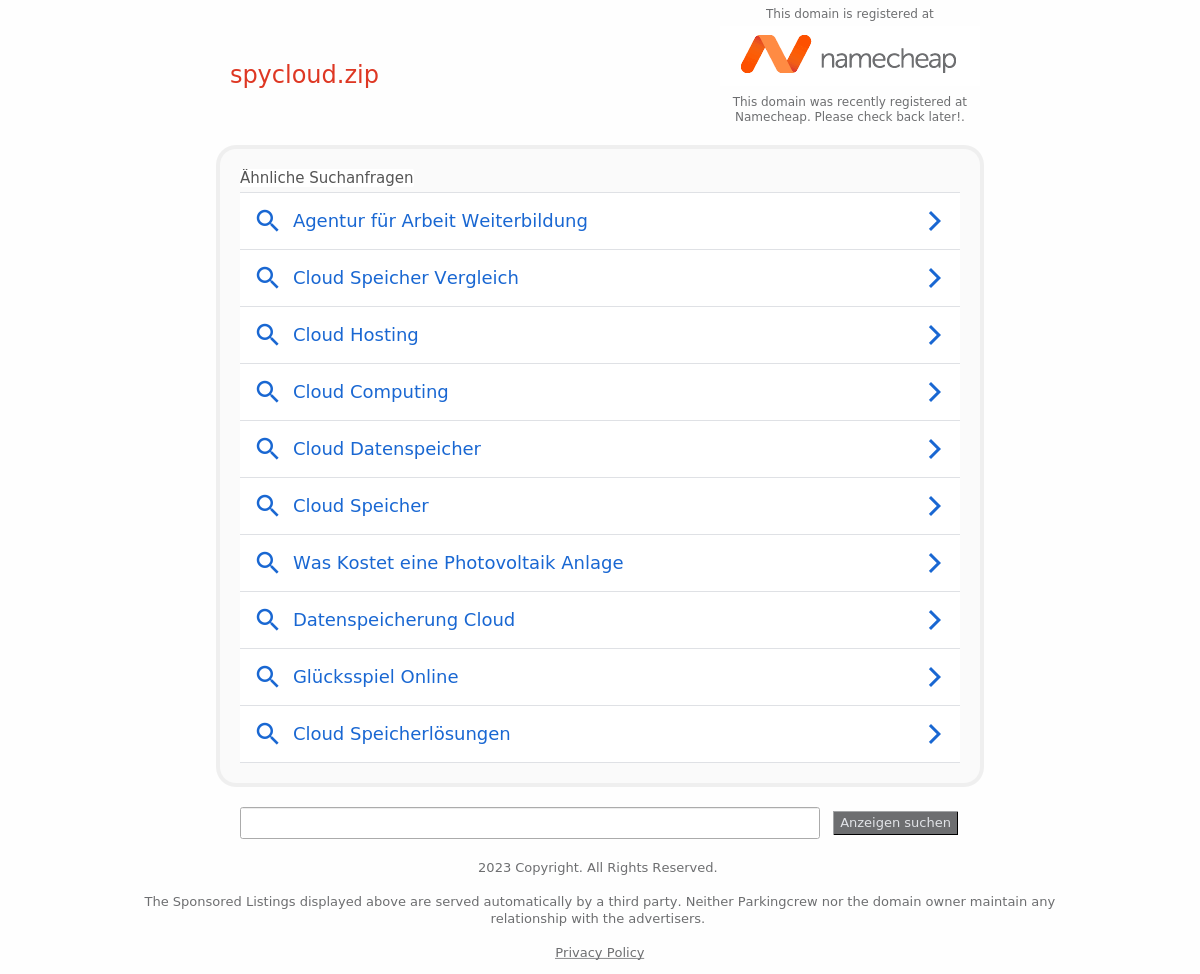 This domain is registered at
namecheap
spycloud.zip
This domain was recently registered at
Namecheap. Please check back later!.
Ähnliche Suchanfragen
Agentur für Arbeit Weiterbildung
Cloud Speicher Vergleich
Cloud Hosting
Cloud Computing
Cloud Datenspeicher
Cloud Speicher
Was Kostet eine Photovoltaik Anlage
Datenspeicherung Cloud
Glücksspiel Online
Cloud Speicherlösungen
Anzeigen suchen
2023 Copyright. All Rights Reserved.
The Sponsored Listings displayed above are served automatically by a third party. Neither Parkingcrew nor the domain owner maintain any
relationship with the advertisers.
Privacy Policy